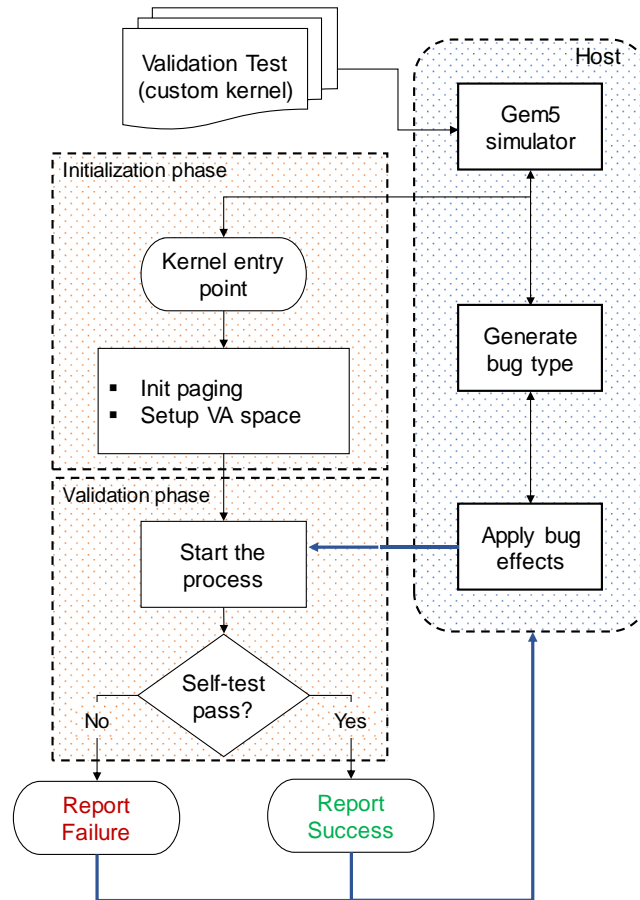 Validation Test
(custom kernel)
Host
Gem5
simulator
Initialization phase
Kernel entry
point
Generate
bug type
▪ Init paging
▪ Setup VA space
Validation phase
Start the
process
Apply bug
effects
Self-test
pass?
No
Yes
Report
Failure
Report
Success